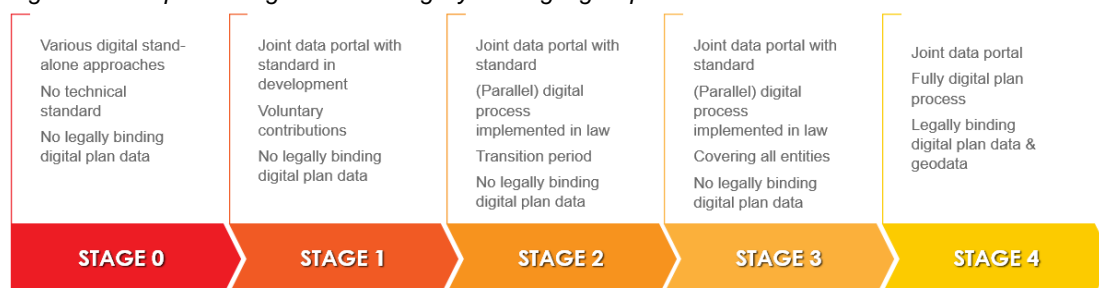 Various digital stand-
alone approaches
No technical
standard
No legally binding
digital plan data
Joint data portal with
standard in
development
Voluntary
contributions
No legally binding
digital plan data
Joint data portal with
standard
(Parallel) digital
process
implemented in law
Transition period
No legally binding
digital plan data
Joint data portal with
standard
(Parallel) digital
process
implemented in law
Covering all entities
No legally binding
digital plan data
Joint data portal
Fully digital plan
process
Legally binding
digital plan data &
geodata
STAGE 0
STAGE 1
STAGE 2
STAGE 3
STAGE 4